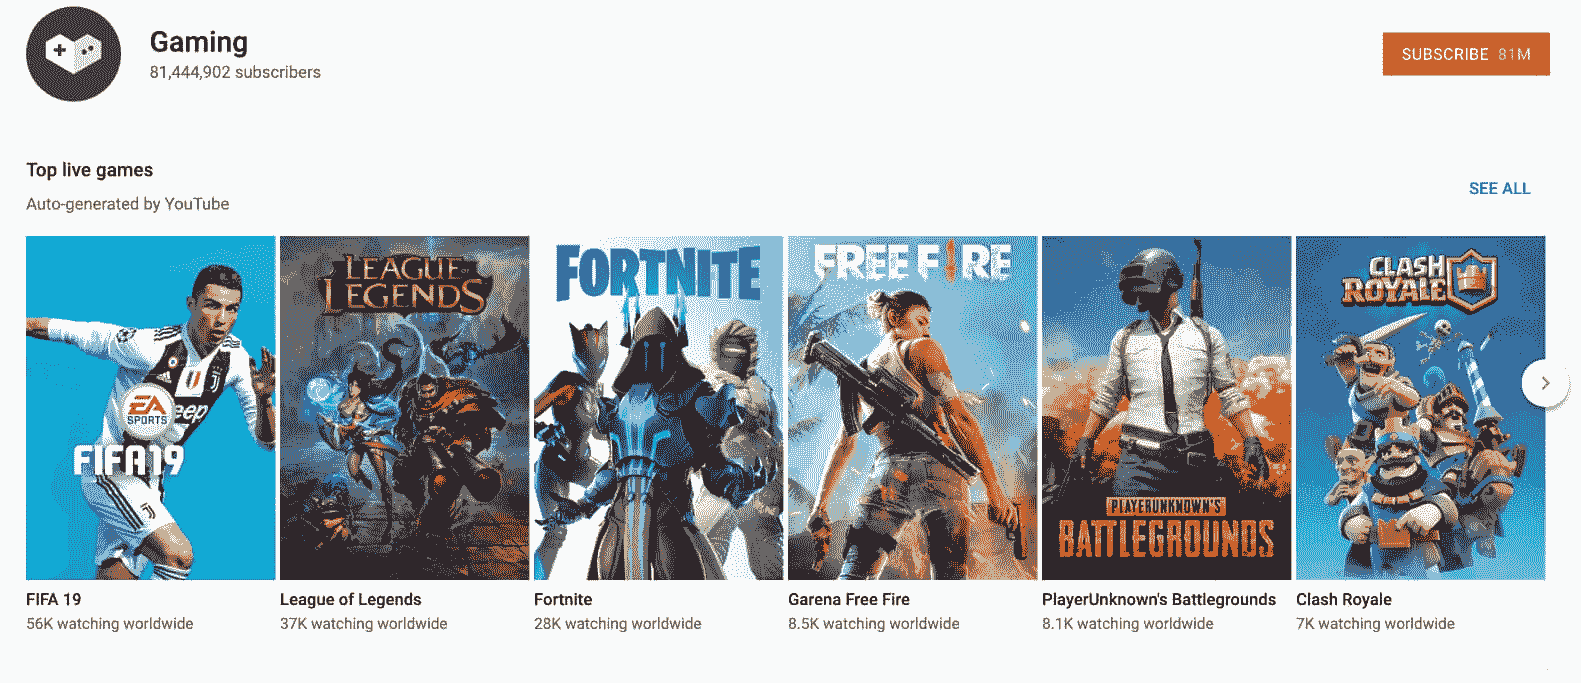 Gaming
81,444,902 subscribers
SUBSCRIBE 81M
Top live games
Auto-generated by YouTube
SEE ALL
EA
SPORTS
Jeep
FIFA 19
LEAGUE
LEGENDS
FORTNITE
FREE FIRE
PLAYERUNKNOWN'S
BATTLEGROUNDS
CLASH
ROYALE
FIFA 19
56K watching worldwide
League of Legends
37K watching worldwide
Fortnite
28K watching worldwide
Garena Free Fire
8.5K watching worldwide
PlayerUnknown's Battlegrounds
8.1K watching worldwide
Clash Royale
7K watching worldwide